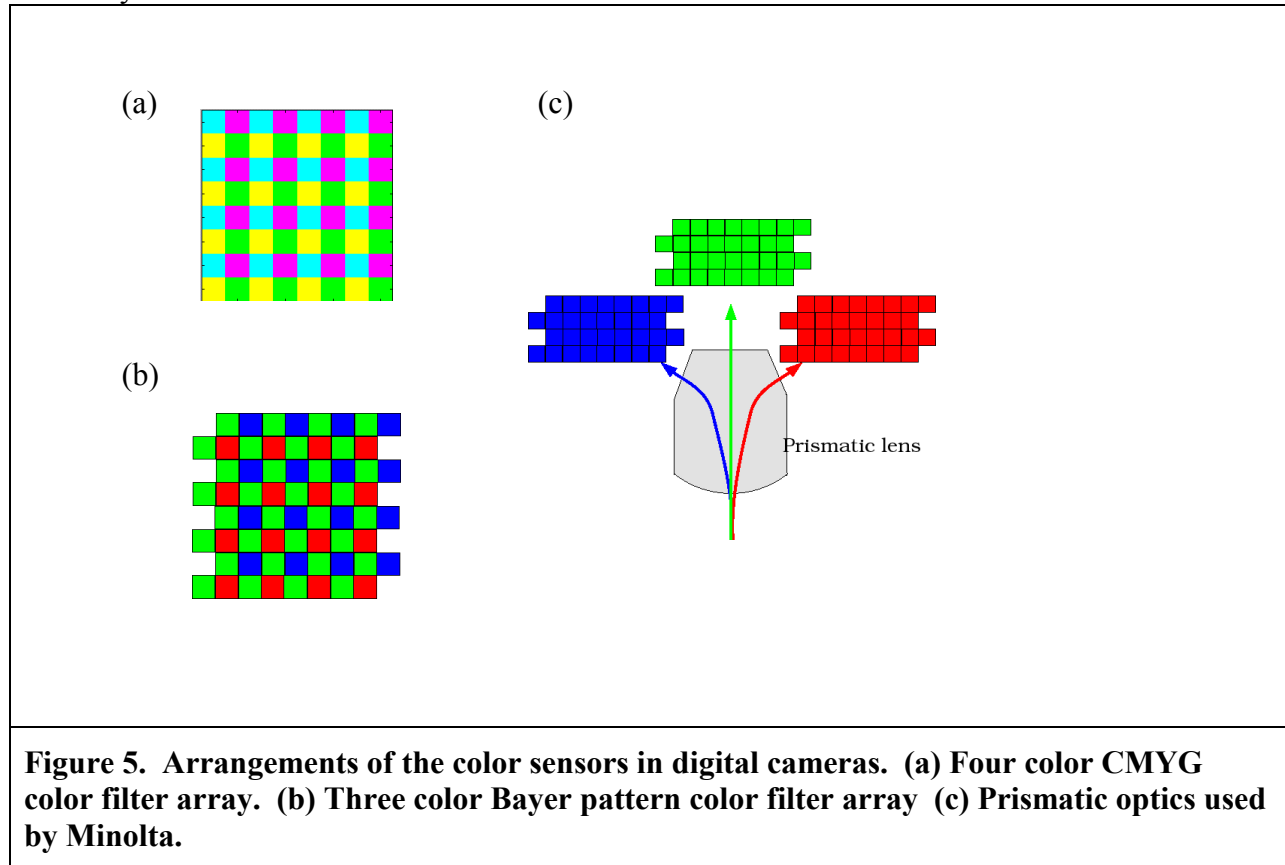 (a)
(c)
(b)
Prismatic lens
Figure 5. Arrangements of the color sensors in digital cameras. (a) Four color CMYG
color filter array. (b) Three color Bayer pattern color filter array (c) Prismatic optics used
by Minolta.